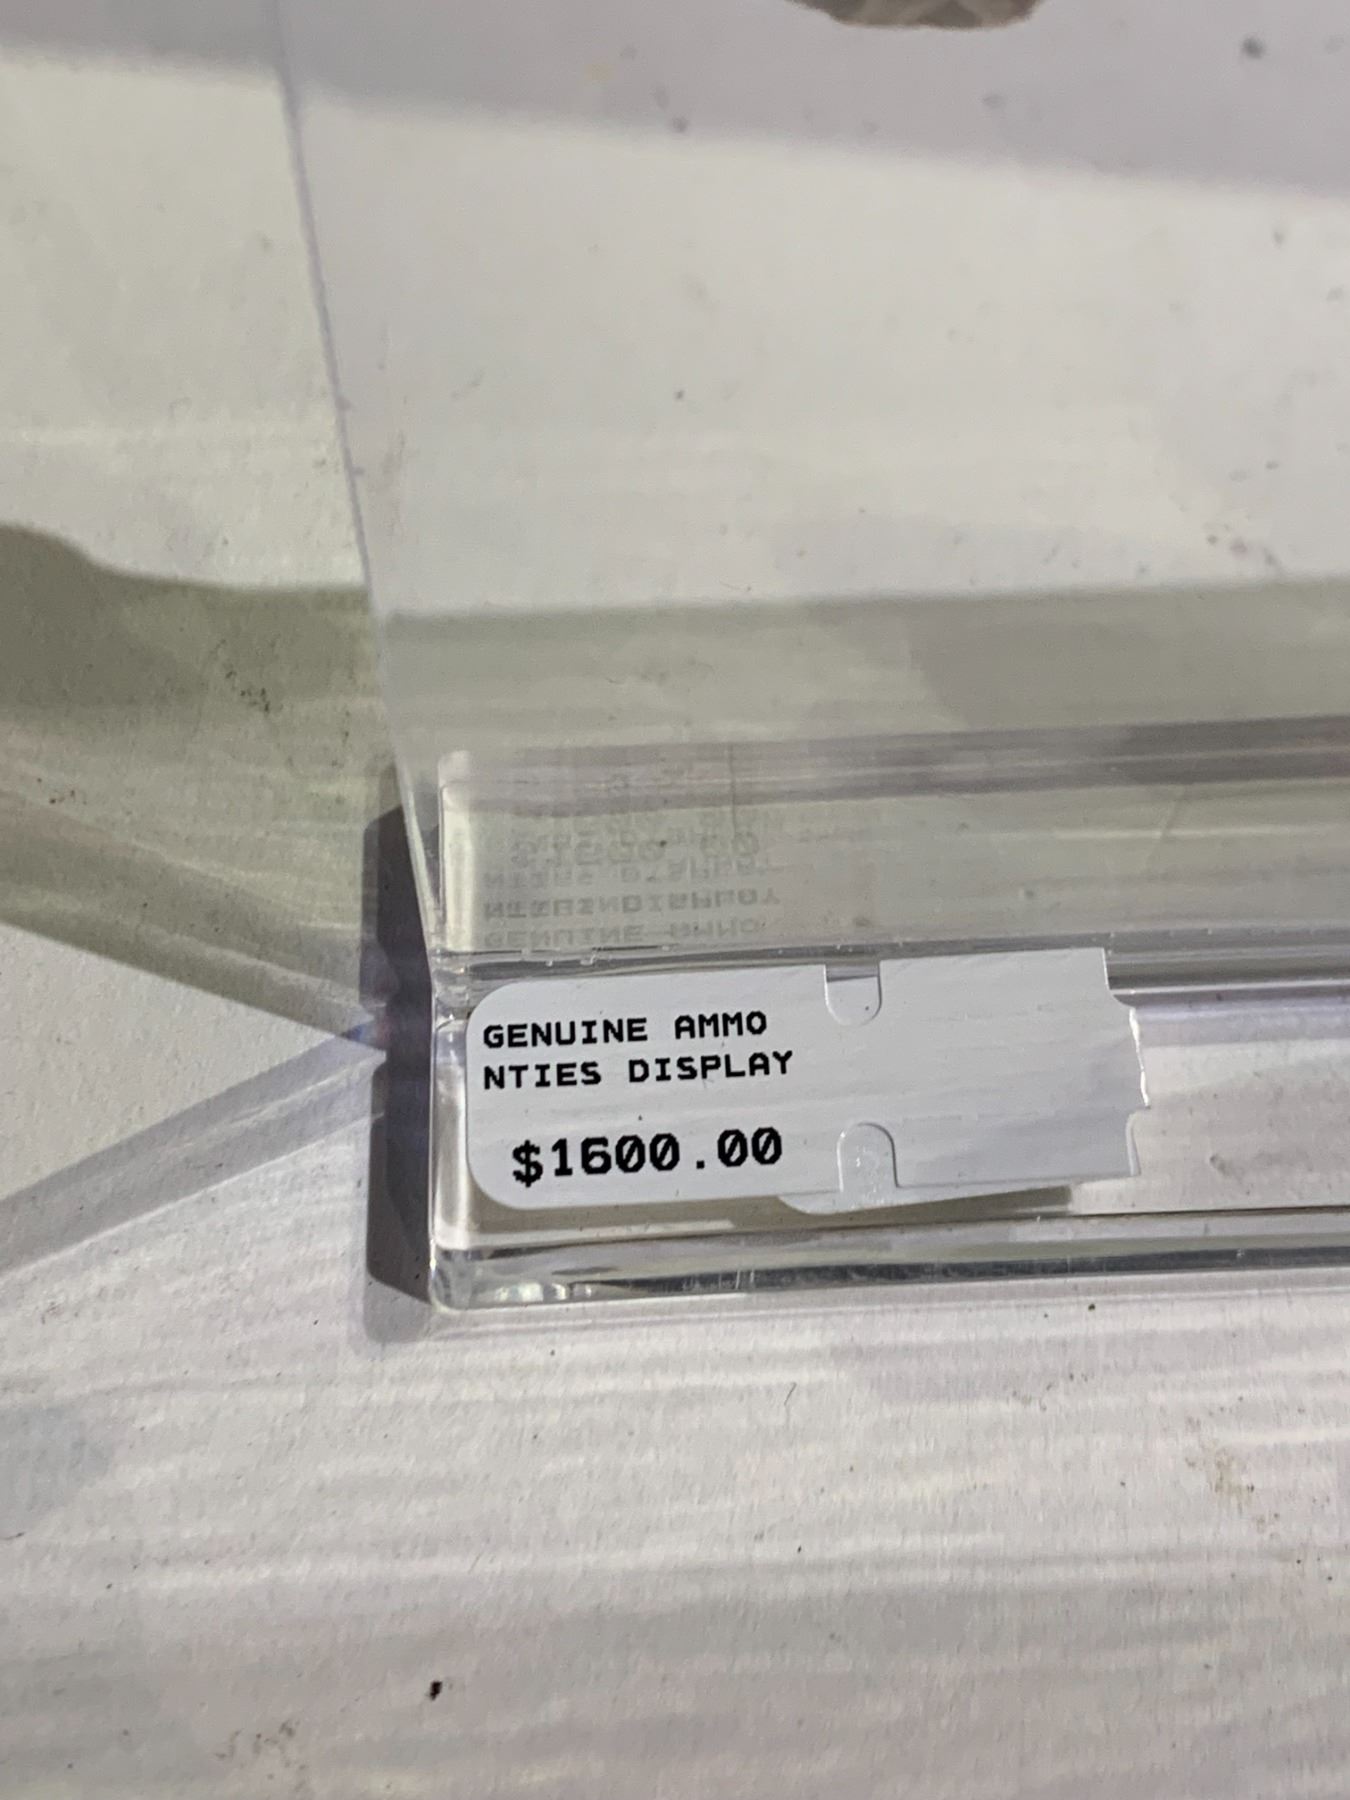 GENUINE AMMO
NTIES DISPLAY
$1600.00